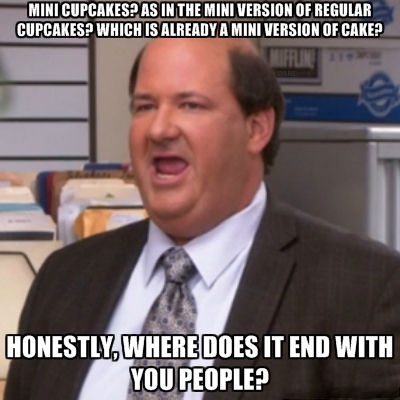 MINI CUPCAKES? AS IN THE MINI VERSION OF REGULAR
CUPCAKES? WHICH IS ALREADY A MINI VERSION OF CAKE?
MIFFLIN
HONESTLY, WHERE DOES IT END WITH
YOU PEOPLE?